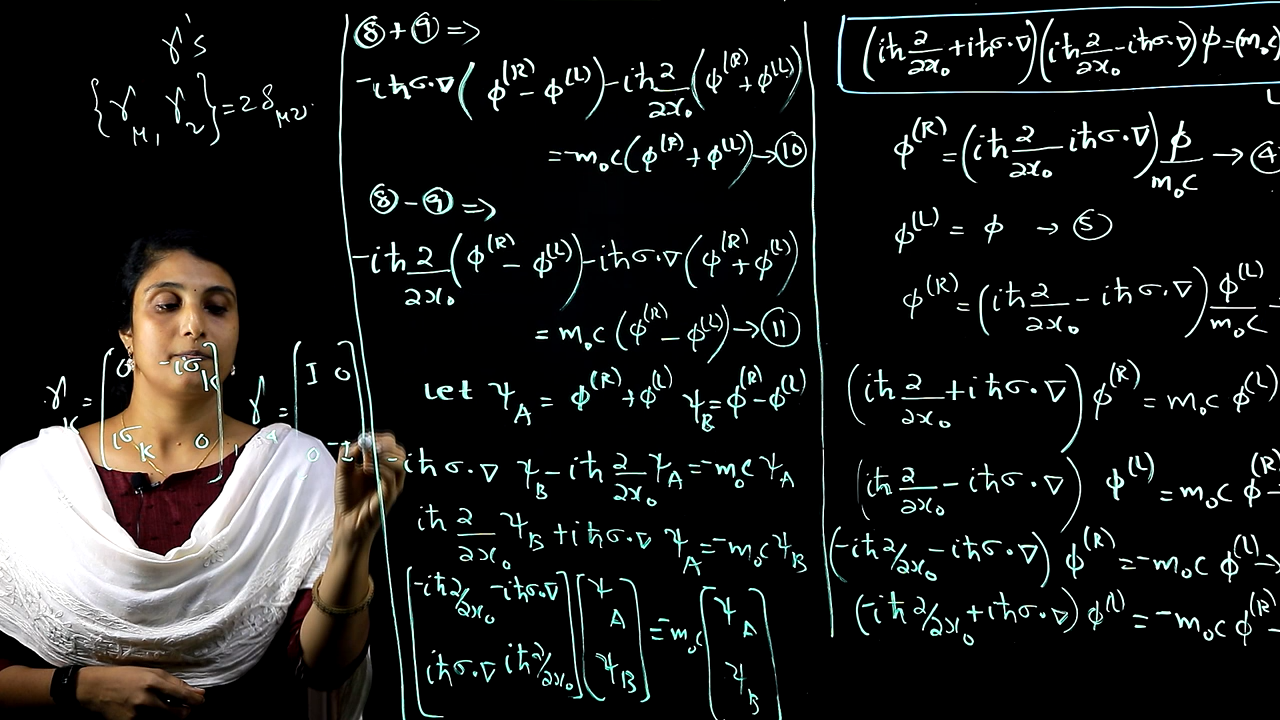 γ's
{γ_μ, γ_ν} = 2δ_μν.
γ_k = [0 -iσ_k
iσ_k 0], γ_4 = [I 0
0 -I]
⑧ + ⑨ =>
-iħσ·∇(ϕ^(R) - ϕ^(L)) - iħ ∂/∂x₀ (ϕ^(R) + ϕ^(L))
= -m₀c(ϕ^(R) + ϕ^(L)) → ⑩
⑧ - ⑨ =>
-iħ ∂/∂x₀ (ϕ^(R) - ϕ^(L)) - iħσ·∇(ϕ^(R) + ϕ^(L))
= m₀c(ϕ^(R) - ϕ^(L)) → ⑪
Let ψ_A = ϕ^(R) + ϕ^(L) ψ_B = ϕ^(R) - ϕ^(L)
-iħσ·∇ ψ_B - iħ ∂/∂x₀ ψ_A = -m₀c ψ_A
iħ ∂/∂x₀ ψ_B + iħσ·∇ ψ_A = -m₀c ψ_B
[-iħ∂/∂x₀ -iħσ·∇
iħσ·∇ iħ∂/∂x₀] [ψ_A
ψ_B] = -m₀c [ψ_A
ψ_B]
(iħ ∂/∂x₀ + iħσ·∇)(iħ ∂/∂x₀ - iħσ·∇)ϕ = (m₀c
ϕ^(R) = (iħ ∂/∂x₀ - iħσ·∇) ϕ/m₀c → ④
ϕ^(L) = ϕ → ⑤
ϕ^(R) = (iħ ∂/∂x₀ - iħσ·∇) ϕ^(L)/m₀c -
(iħ ∂/∂x₀ + iħσ·∇) ϕ^(R) = m₀c ϕ^(L)
(iħ ∂/∂x₀ - iħσ·∇) ϕ^(L) = m₀c ϕ^(R) -
(-iħ∂/∂x₀ - iħσ·∇) ϕ^(R) = -m₀c ϕ^(L) →
(-iħ∂/∂x₀ + iħσ·∇) ϕ^(L) = -m₀c ϕ^(R) -